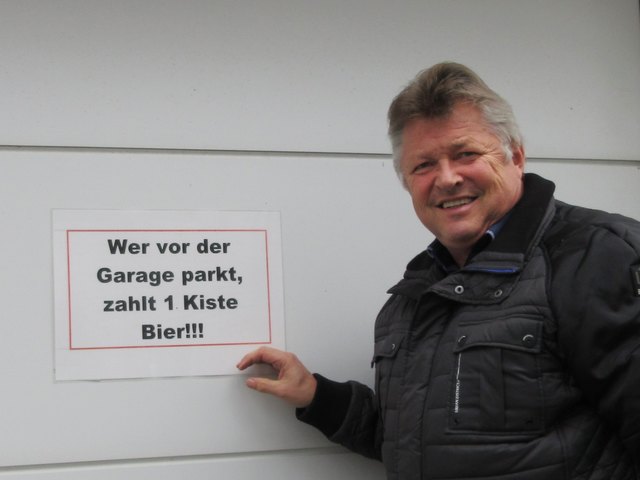 Wer vor der
Garage parkt,
zahlt 1 Kiste
Bier!!!